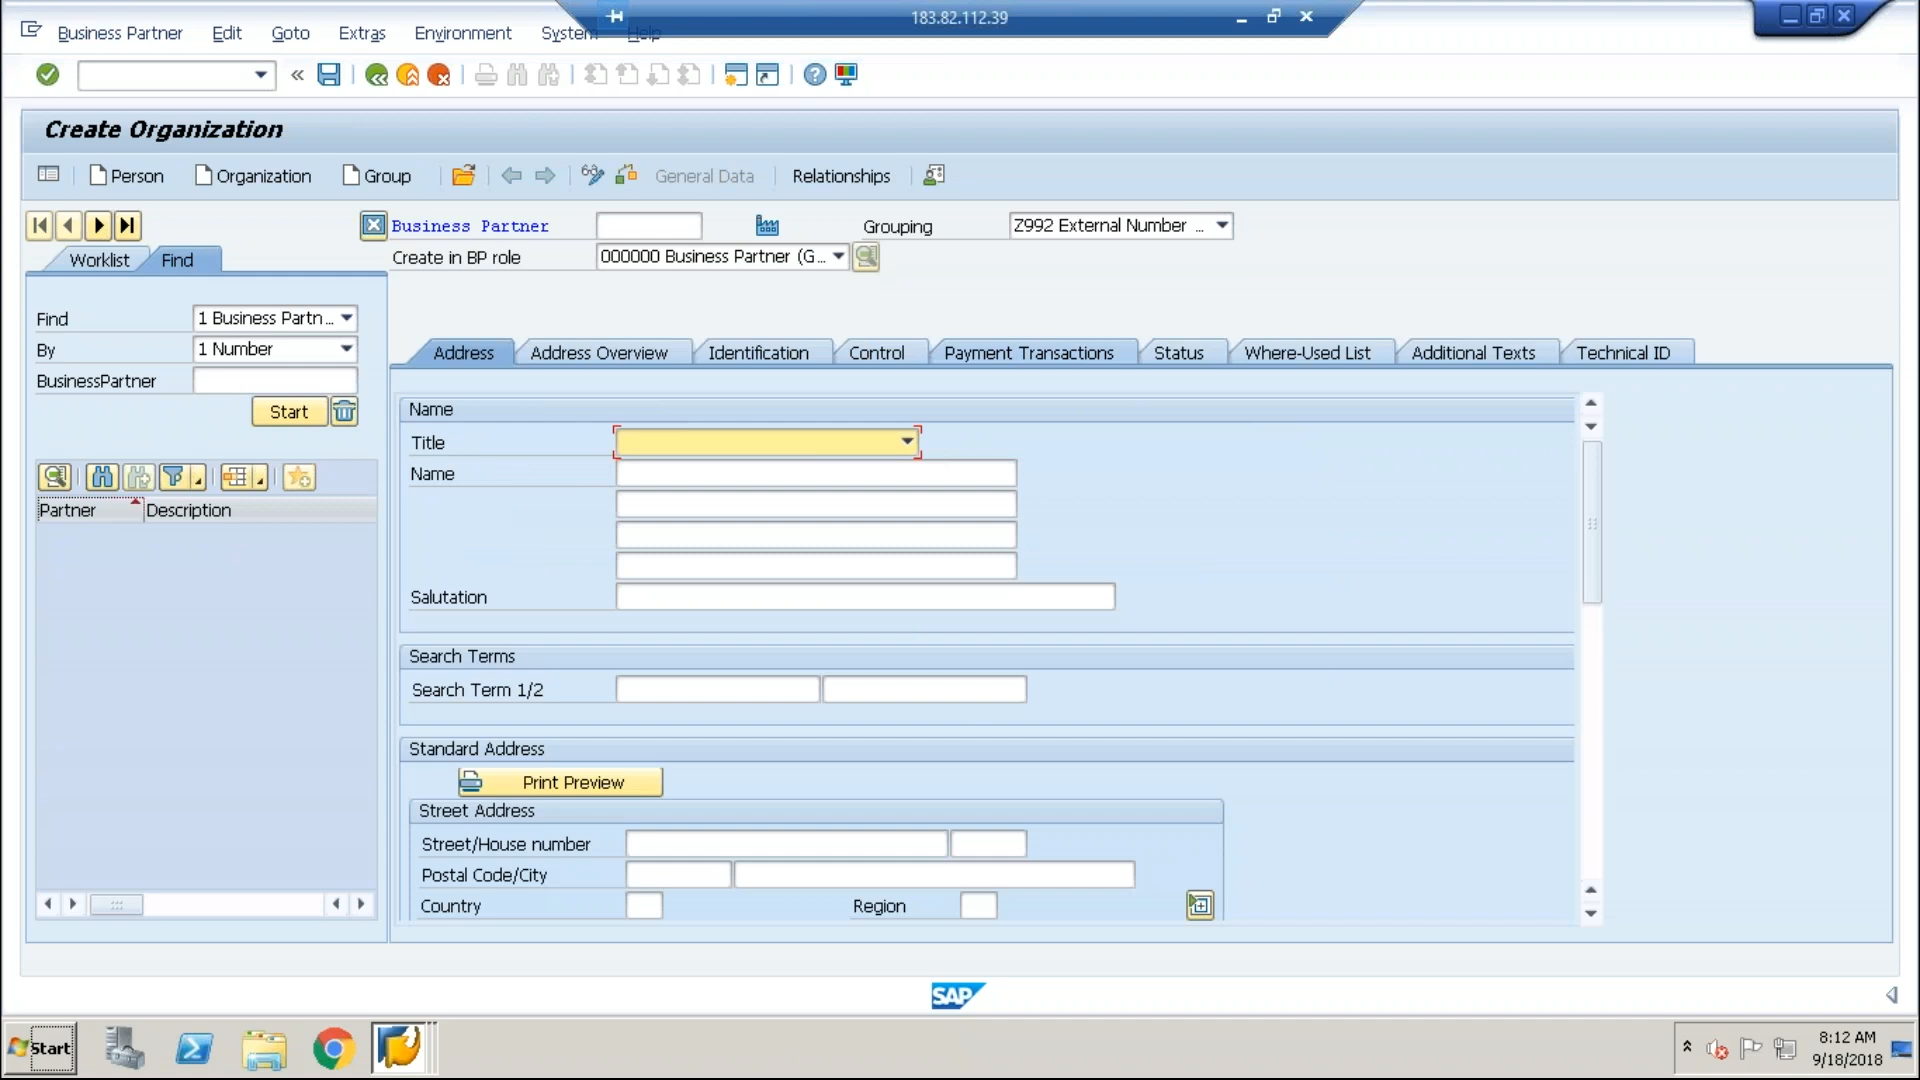 183.82.112.39
Business Partner Edit Goto Extras Environment System Help
Create Organization
Person Organization Group General Data Relationships
Business Partner Grouping Z992 External Number ...
Worklist Find
Create in BP role 000000 Business Partner (G...
Find 1 Business Partn...
By 1 Number
BusinessPartner
Start
Address Address Overview Identification Control Payment Transactions Status Where-Used List Additional Texts Technical ID
Partner Description
Name
Title
Name
Salutation
Search Terms
Search Term 1/2
Standard Address
Print Preview
Street Address
Street/House number
Postal Code/City
Country Region
SAP
Start
8:12 AM
9/18/2018